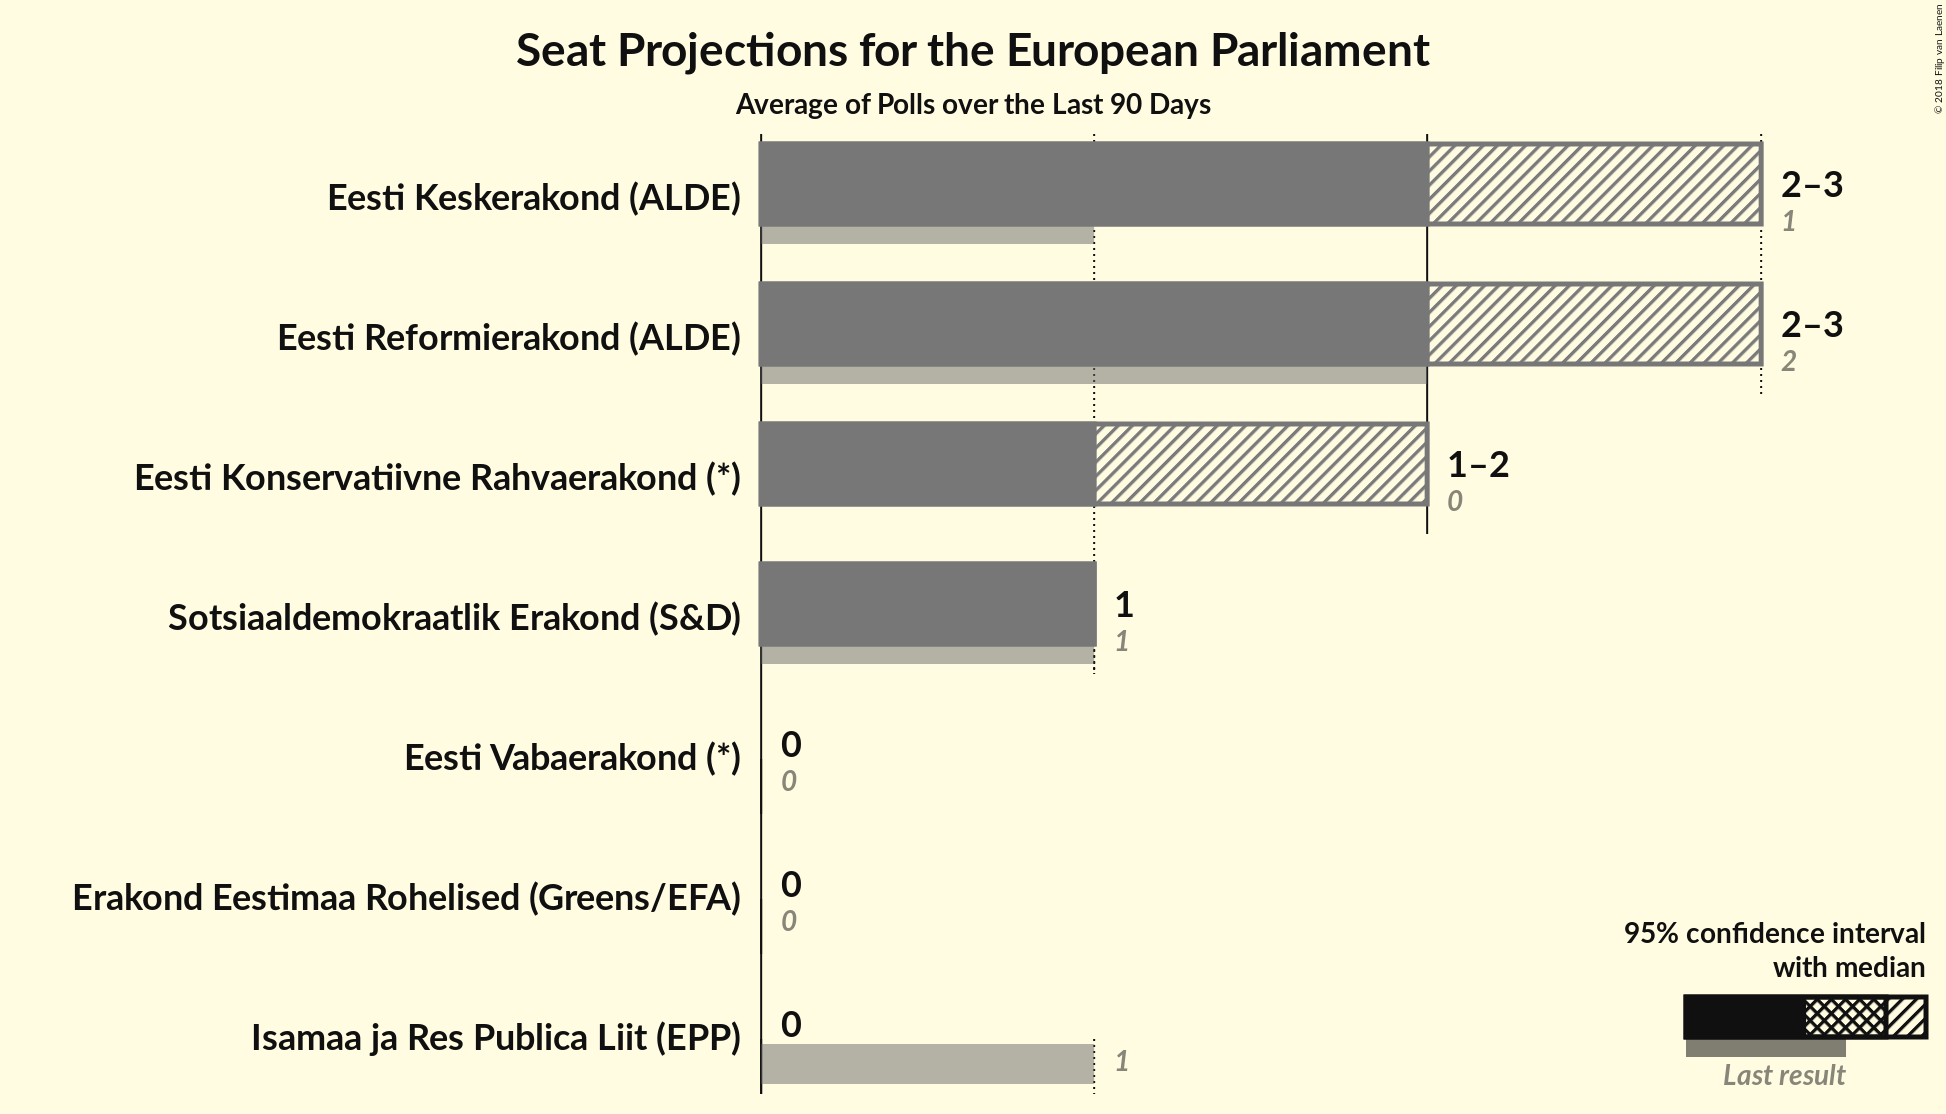 Seat Projections for the European Parliament
Average of Polls over the Last 90 Days
© 2018 Filip van Laenen
Eesti Keskerakond (ALDE)
2–3
1
Eesti Reformierakond (ALDE)
2–3
2
Eesti Konservatiivne Rahvaerakond (*)
1–2
0
Sotsiaaldemokraatlik Erakond (S&D)
1
1
Eesti Vabaerakond (*)
0
0
Erakond Eestimaa Rohelised (Greens/EFA)
0
0
Isamaa ja Res Publica Liit (EPP)
0
1
95% confidence interval
with median
Last result